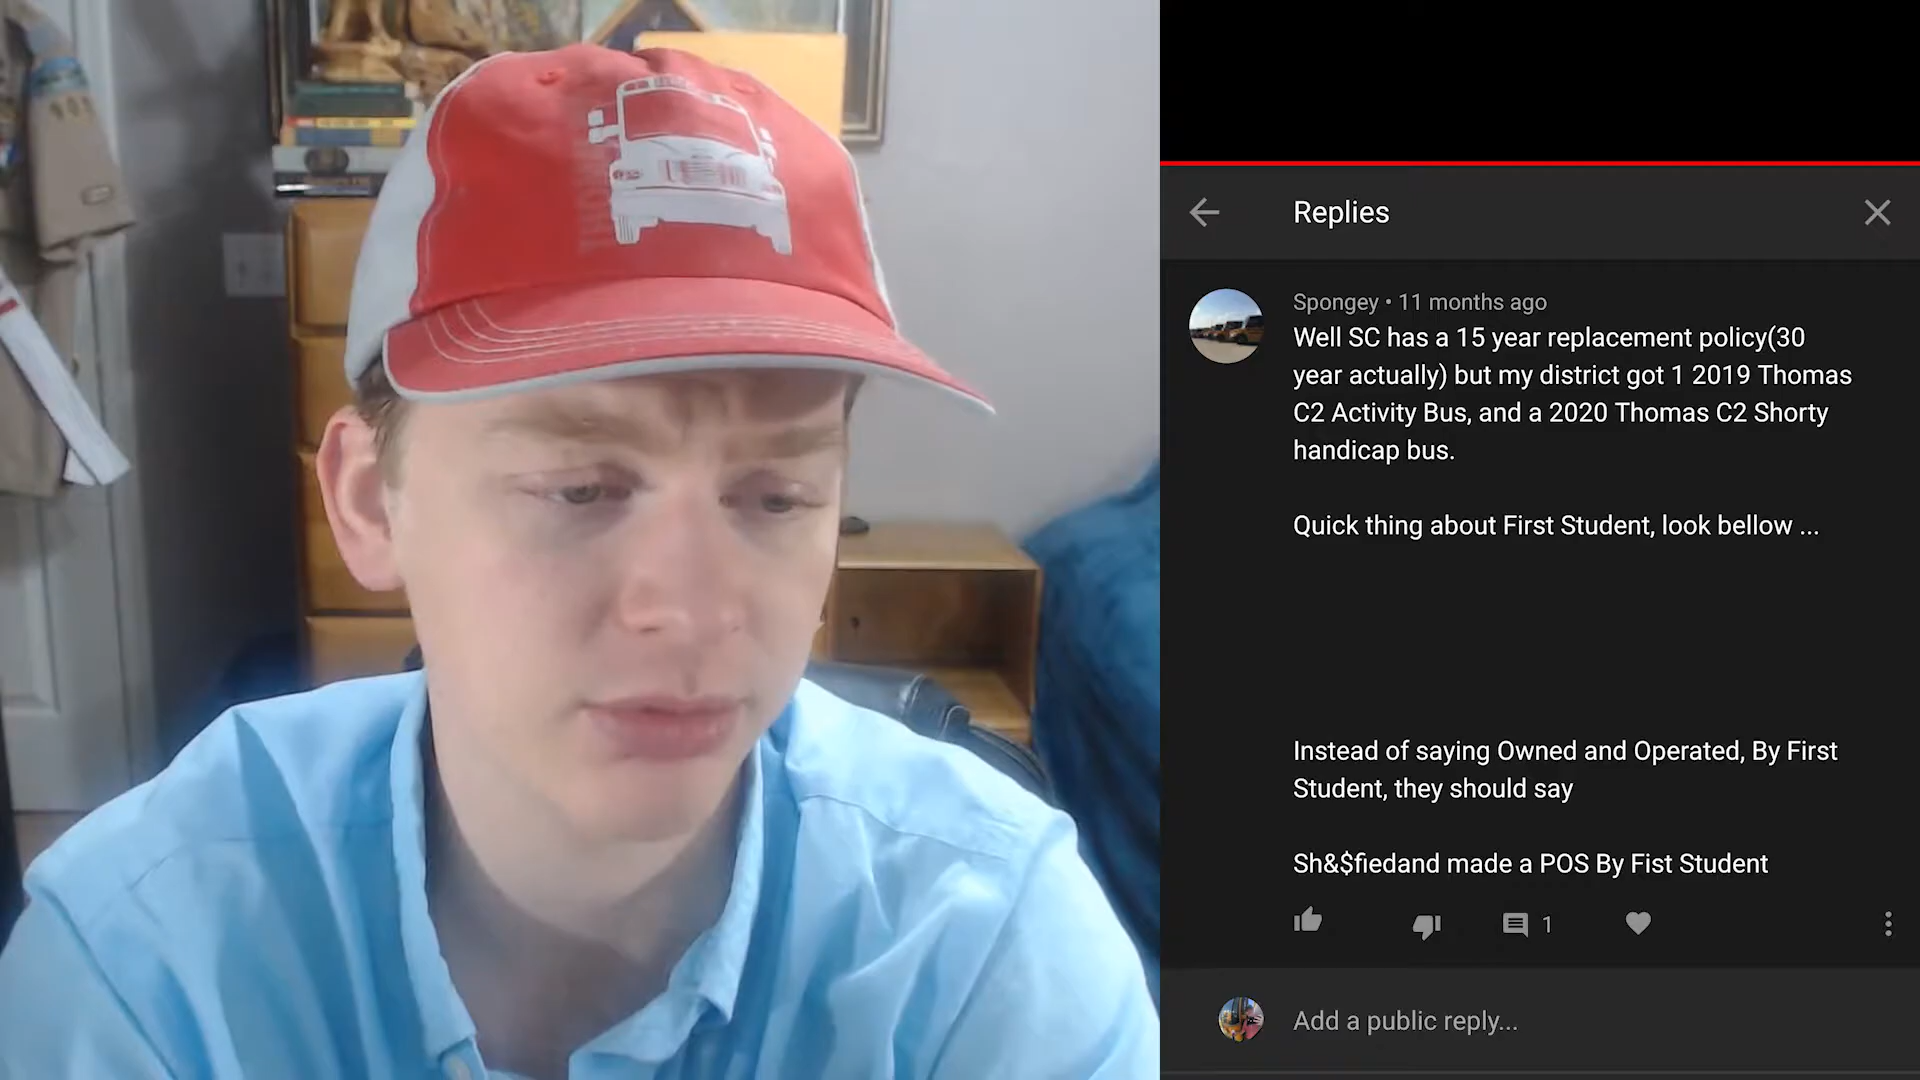 Replies
Spongey • 11 months ago
Well SC has a 15 year replacement policy(30
year actually) but my district got 1 2019 Thomas
C2 Activity Bus, and a 2020 Thomas C2 Shorty
handicap bus.
Quick thing about First Student, look bellow ...
Instead of saying Owned and Operated, By First
Student, they should say
Sh&$fiedand made a POS By Fist Student
1
Add a public reply...